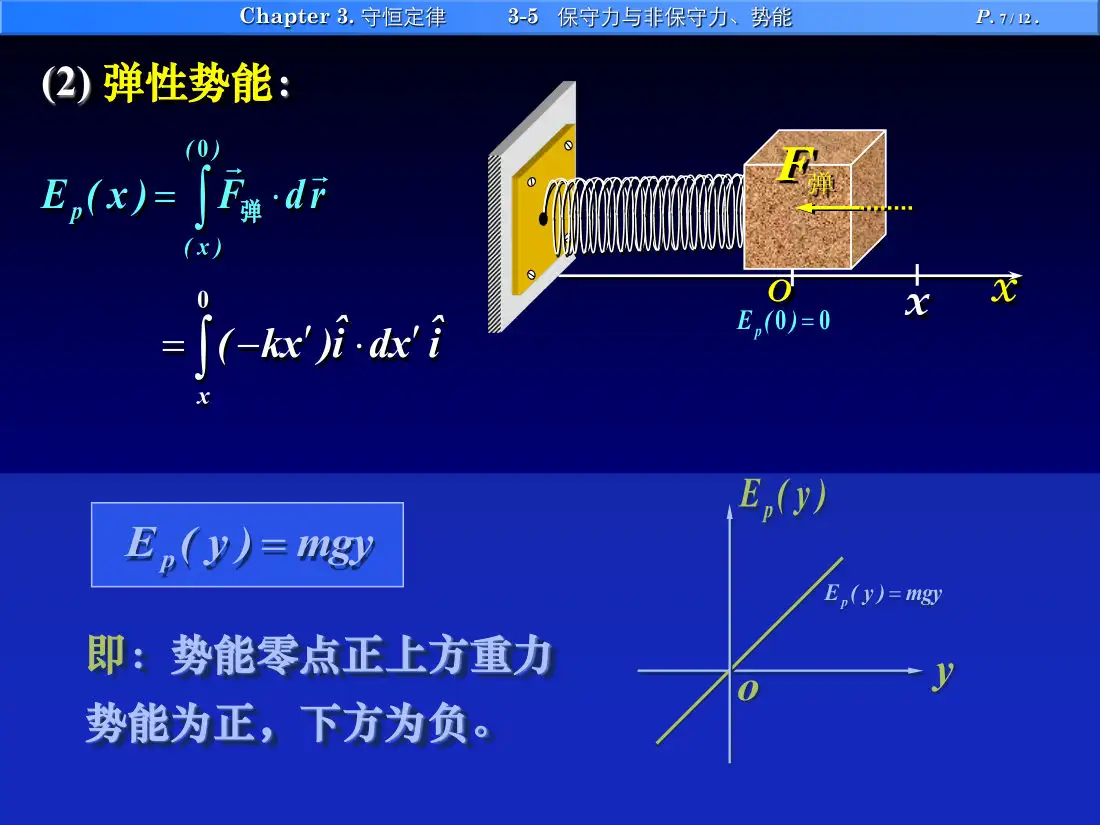 Chapter 3. 守恒定律 3-5 保守力与非保守力、势能 P. 7 / 12 .
(2) 弹性势能:
E_p( x ) = ∫_{( x )}^{( 0 )} F⃗_弹 · d r⃗
= ∫_x^0 ( −kx′ )î · dx′ î
F_弹
O
x
x
E_p( 0 ) = 0
E_p( y ) = mgy
即: 势能零点正上方重力
势能为正，下方为负。
E_p( y )
E_p( y ) = mgy
o
y